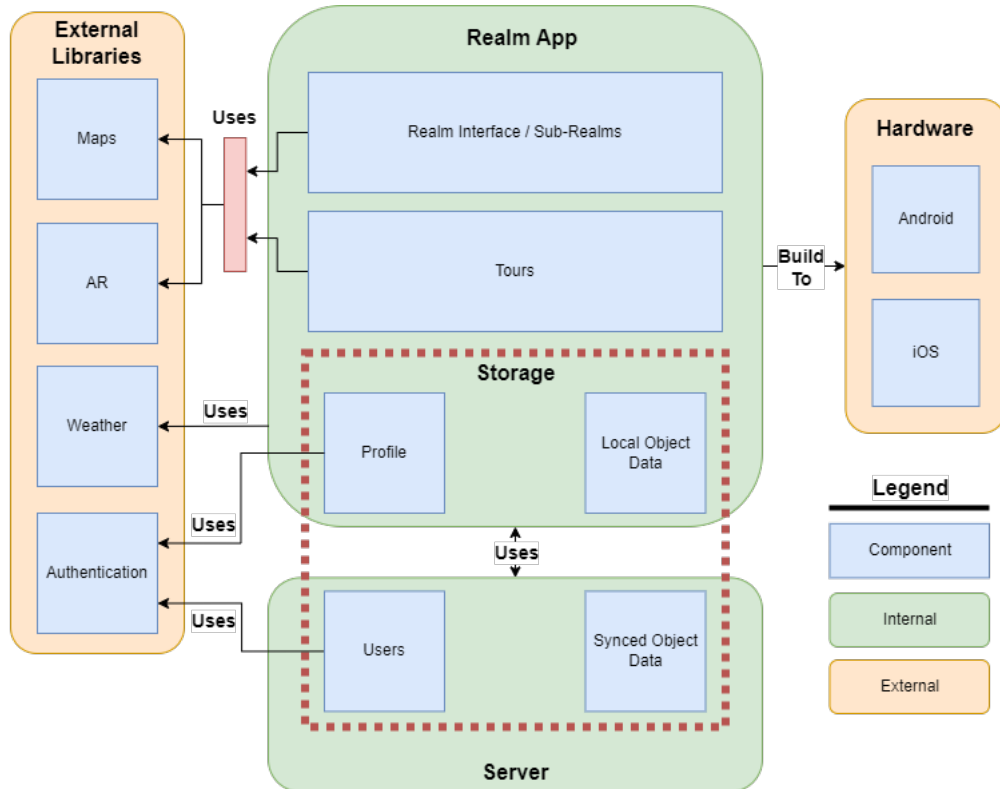 External
Libraries
Maps
AR
Weather
Authentication
Uses
Uses
Uses
Uses
Realm App
Realm Interface / Sub-Realms
Tours
Storage
Profile
Local Object
Data
Uses
Users
Synced Object
Data
Server
Build
To
Hardware
Android
iOS
Legend
Component
Internal
External